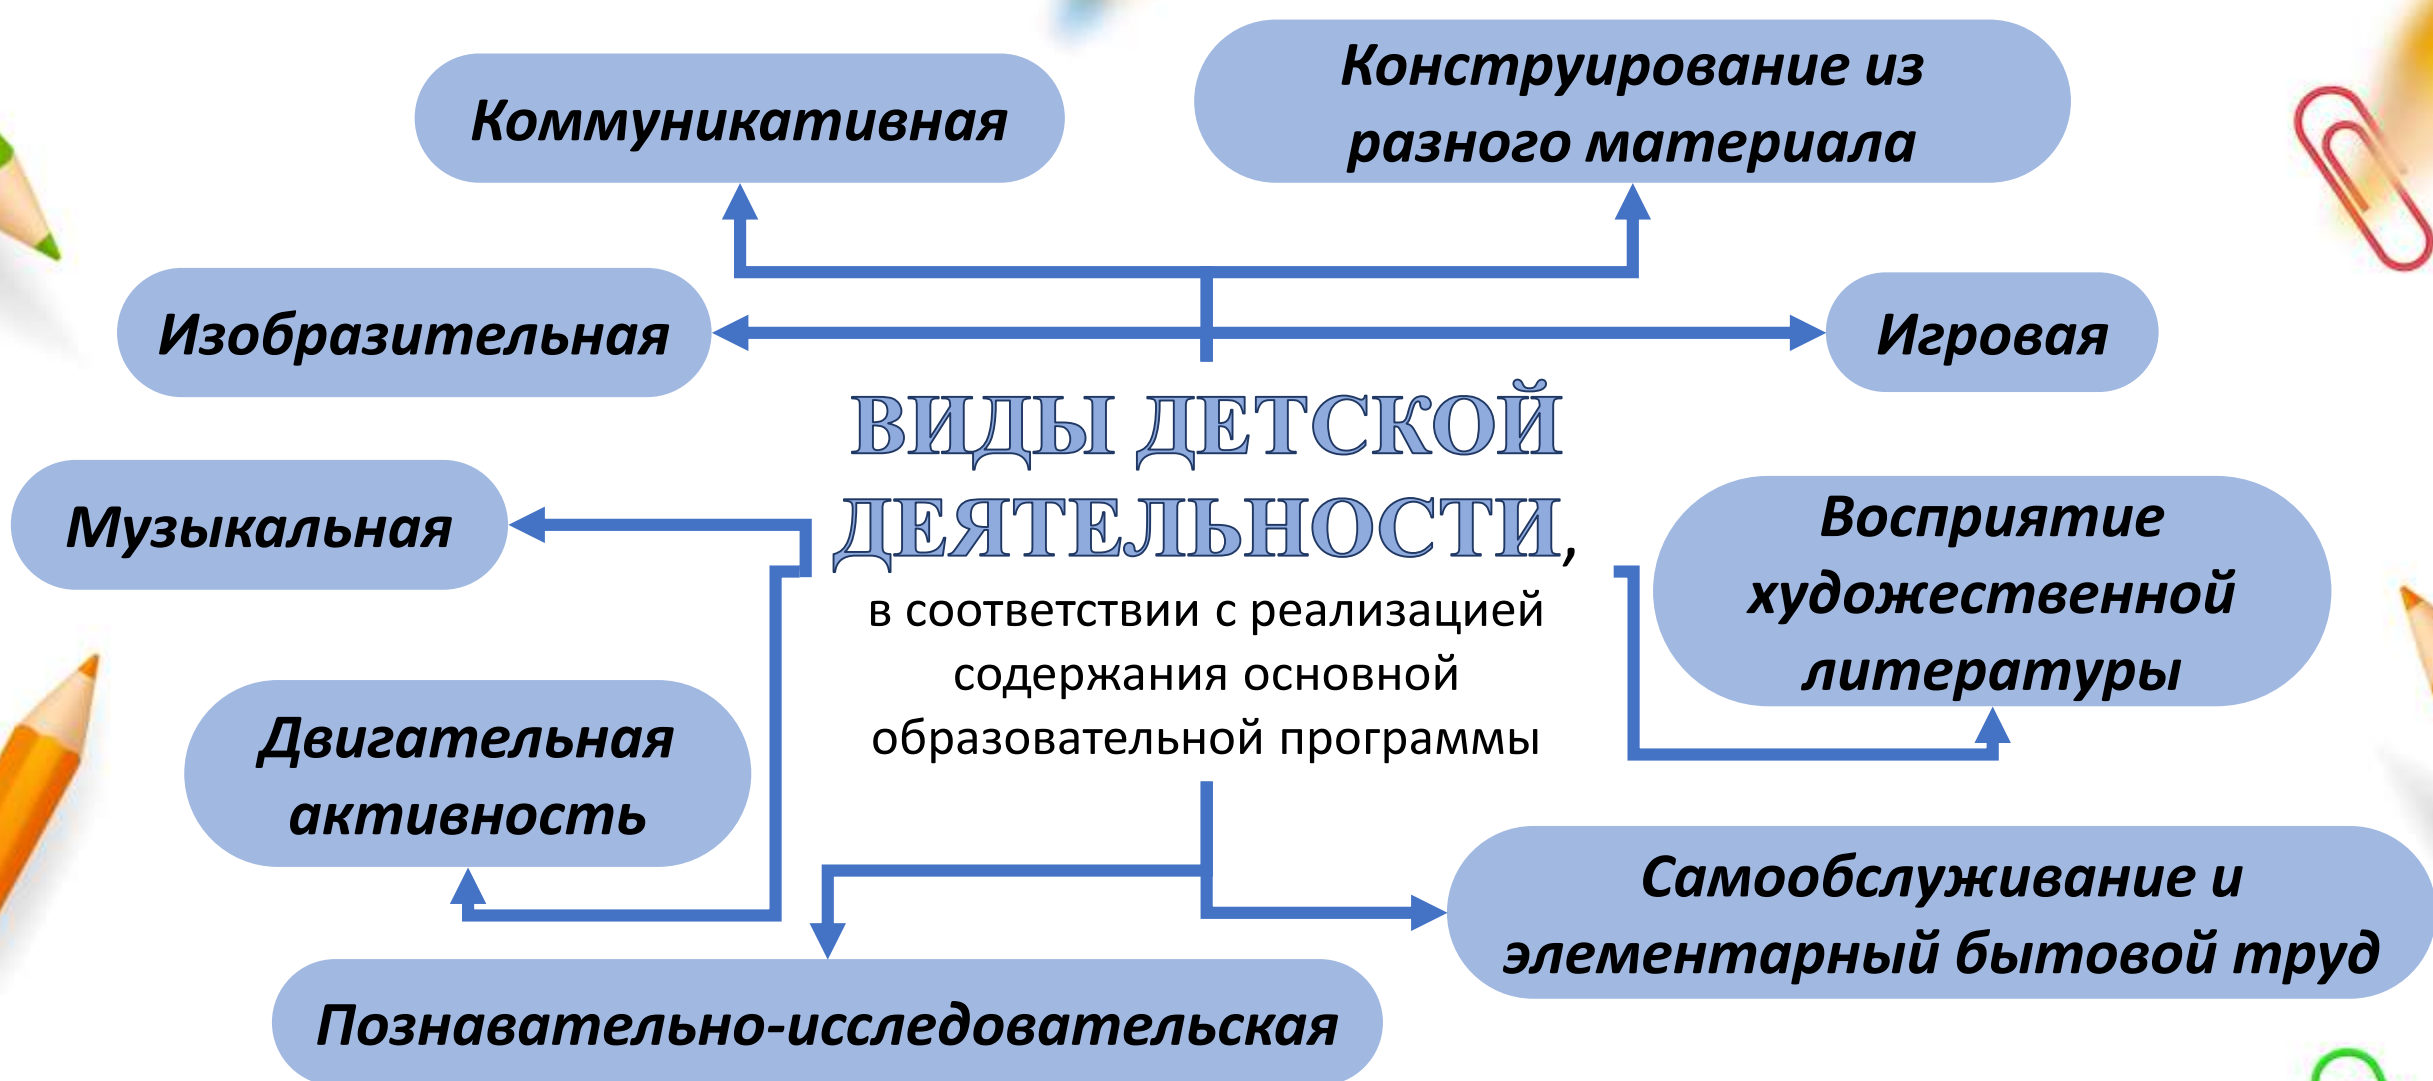 Коммуникативная
Конструирование из
разного материала
Изобразительная
Игровая
ВИДЫ ДЕТСКОЙ
ДЕЯТЕЛЬНОСТИ,
в соответствии с реализацией
содержания основной
образовательной программы
Музыкальная
Восприятие
художественной
литературы
Двигательная
активность
Самообслуживание и
элементарный бытовой труд
Познавательно-исследовательская